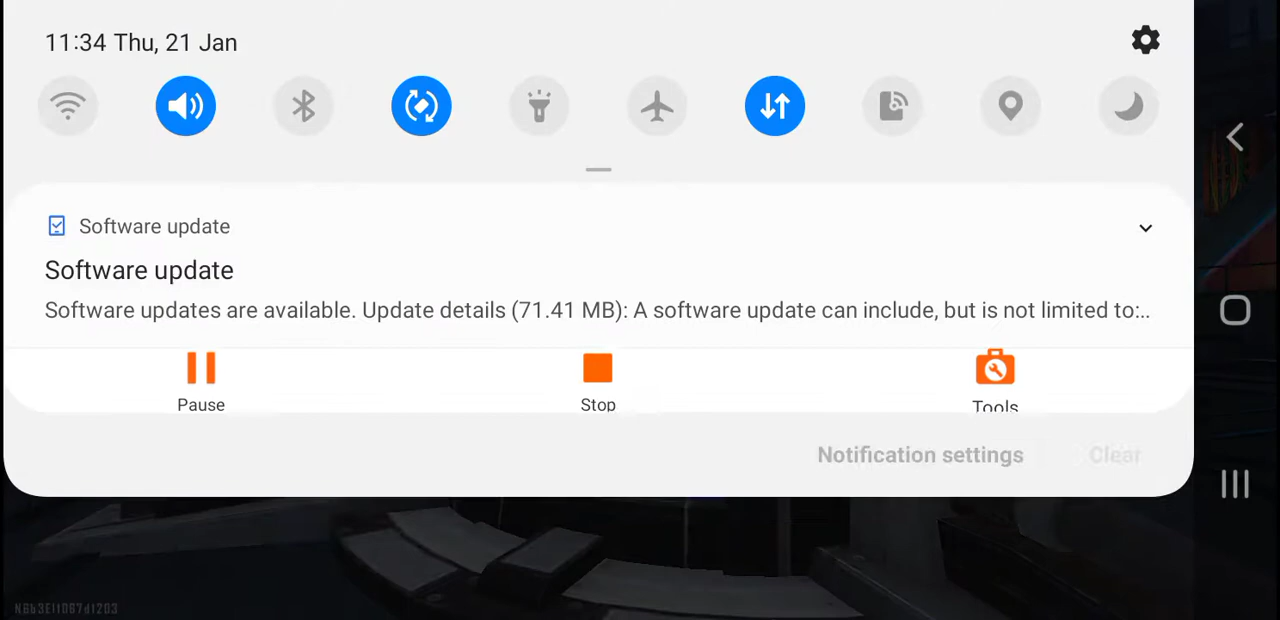 11:34 Thu, 21 Jan
Software update
Software update
Software updates are available. Update details (71.41 MB): A software update can include, but is not limited to:..
Pause
Stop
Tools
Notification settings
Clear